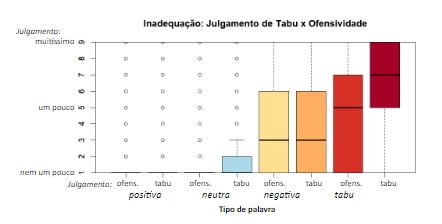 Inadequação: Julgamento de Tabu x Ofensividade
Julgamento:
muitíssimo 9
8
7
6
um pouco 5
4
3
2
nem um pouco 1
Julgamento: ofens. tabu ofens. tabu ofens. tabu ofens. tabu
positiva neutra negativa tabu
Tipo de palavra